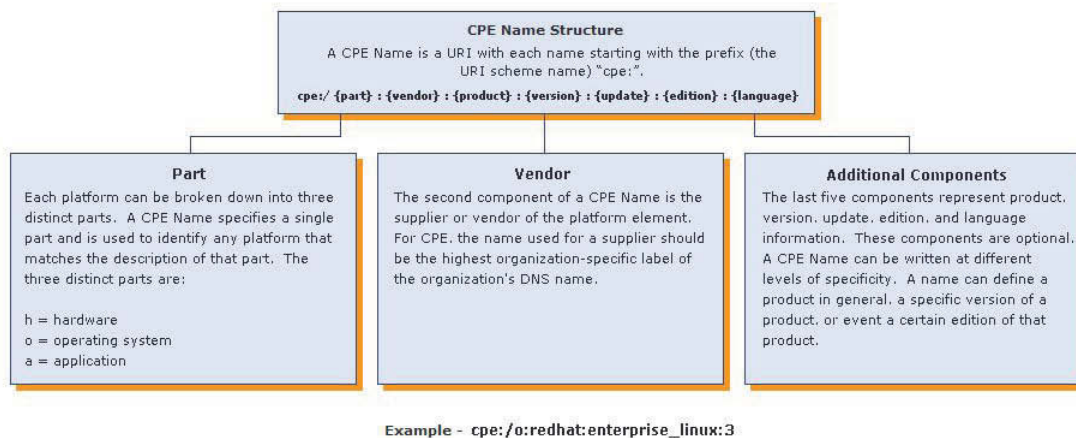 CPE Name Structure
A CPE Name is a URI with each name starting with the prefix (the
URI scheme name) “cpe:”.
cpe:/ {part} : {vendor} : {product} : {version} : {update} : {edition} : {language}
Part
Each platform can be broken down into three
distinct parts. A CPE Name specifies a single
part and is used to identify any platform that
matches the description of that part. The
three distinct parts are:
h = hardware
o = operating system
a = application
Vendor
The second component of a CPE Name is the
supplier or vendor of the platform element.
For CPE, the name used for a supplier should
be the highest organization-specific label of
the organization's DNS name.
Additional Components
The last five components represent product,
version, update, edition, and language
information. These components are optional.
A CPE Name can be written at different
levels of specificity. A name can define a
product in general, a specific version of a
product, or event a certain edition of that
product.
Example - cpe:/o:redhat:enterprise_linux:3